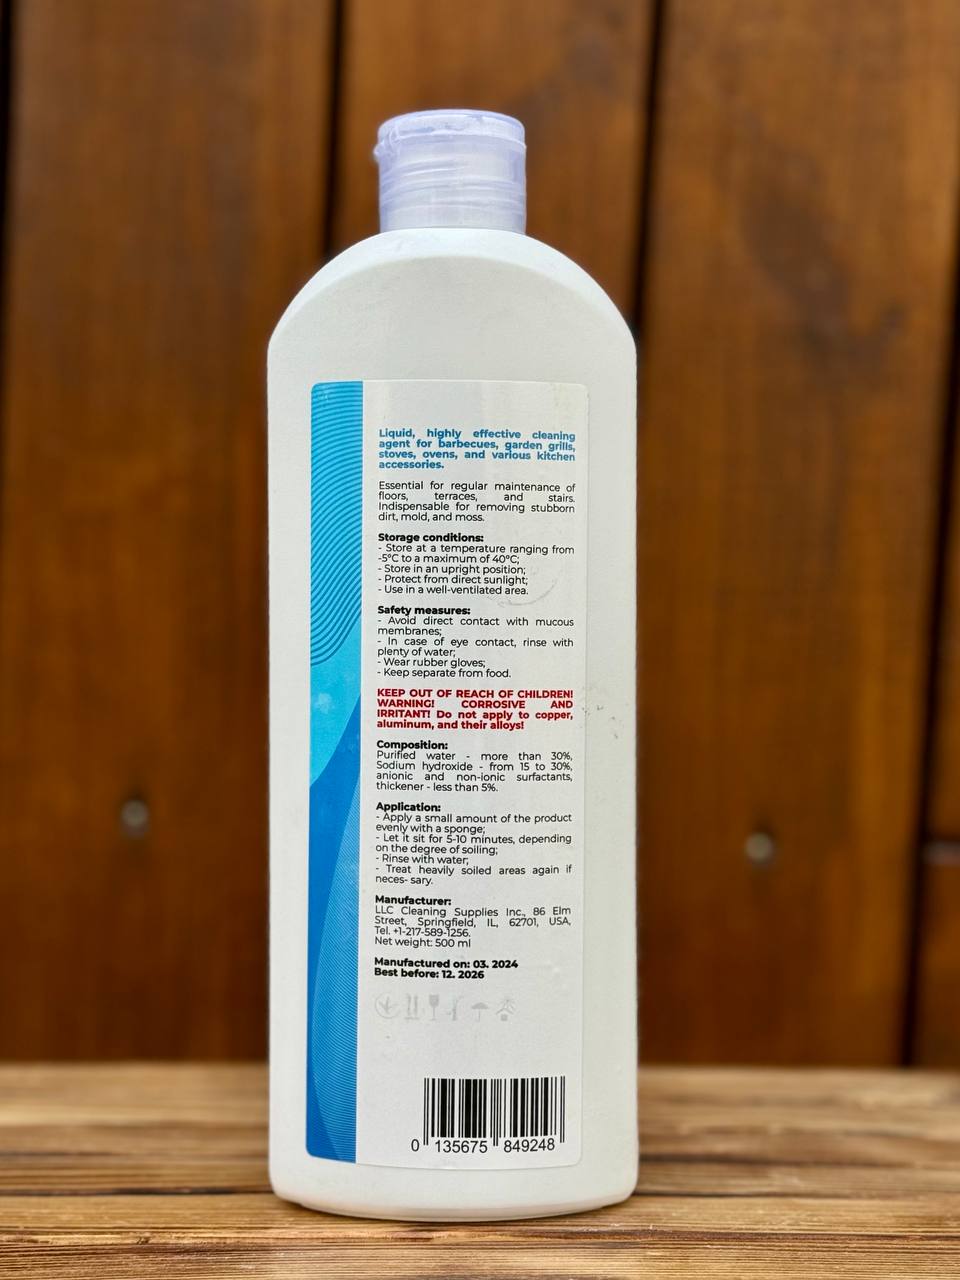 Liquid, highly effective cleaning
agent for barbecues, garden grills,
stoves, ovens, and various kitchen
accessories.
Essential for regular maintenance of
floors, terraces, and stairs.
Indispensable for removing stubborn
dirt, mold, and moss.
Storage conditions:
- Store at a temperature ranging from
-5°C to a maximum of 40°C;
- Store in an upright position;
- Protect from direct sunlight;
- Use in a well-ventilated area.
Safety measures:
- Avoid direct contact with mucous
membranes;
- In case of eye contact, rinse with
plenty of water;
- Wear rubber gloves;
- Keep separate from food.
KEEP OUT OF REACH OF CHILDREN!
WARNING! CORROSIVE AND
IRRITANT! Do not apply to copper,
aluminum, and their alloys!
Composition:
Purified water - more than 30%,
Sodium hydroxide - from 15 to 30%,
anionic and non-ionic surfactants,
thickener - less than 5%.
Application:
- Apply a small amount of the product
evenly with a sponge;
- Let it sit for 5-10 minutes, depending
on the degree of soiling;
- Rinse with water;
- Treat heavily soiled areas again if
neces- sary.
Manufacturer:
LLC Cleaning Supplies Inc., 86 Elm
Street, Springfield, IL, 62701, USA,
Tel. +1-217-589-1256.
Net weight: 500 ml
Manufactured on: 03. 2024
Best before: 12. 2026
0 135675 849248